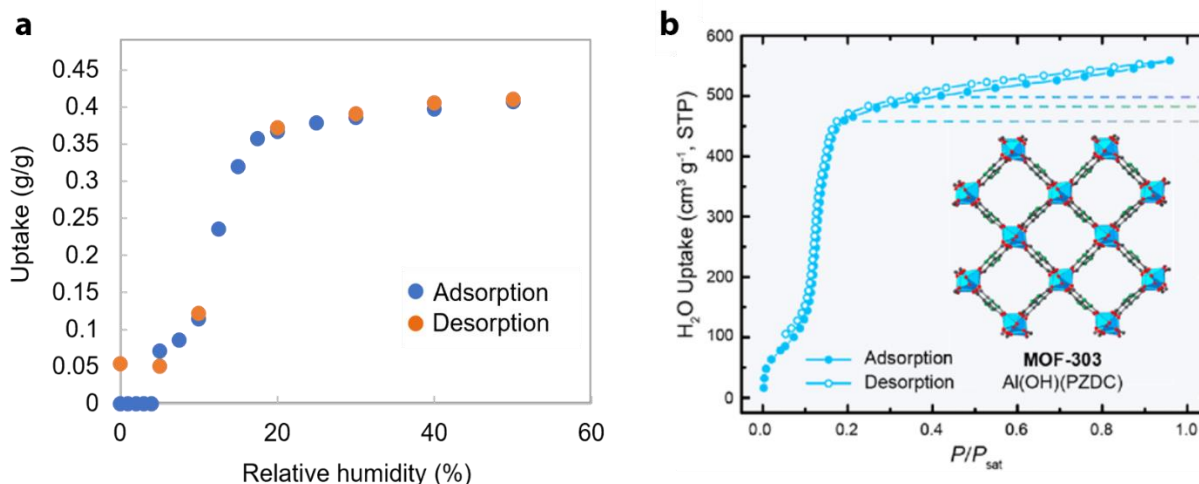 a
Uptake (g/g)
0.45
0.4
0.35
0.3
0.25
0.2
0.15
0.1
0.05
0
Adsorption
Desorption
0
20
40
60
Relative humidity (%)
b
H₂O Uptake (cm³ g⁻¹, STP)
600
500
400
300
200
100
0
Adsorption
Desorption
MOF-303
Al(OH)(PZDC)
0.0
0.2
0.4
0.6
0.8
1.0
P/Psat